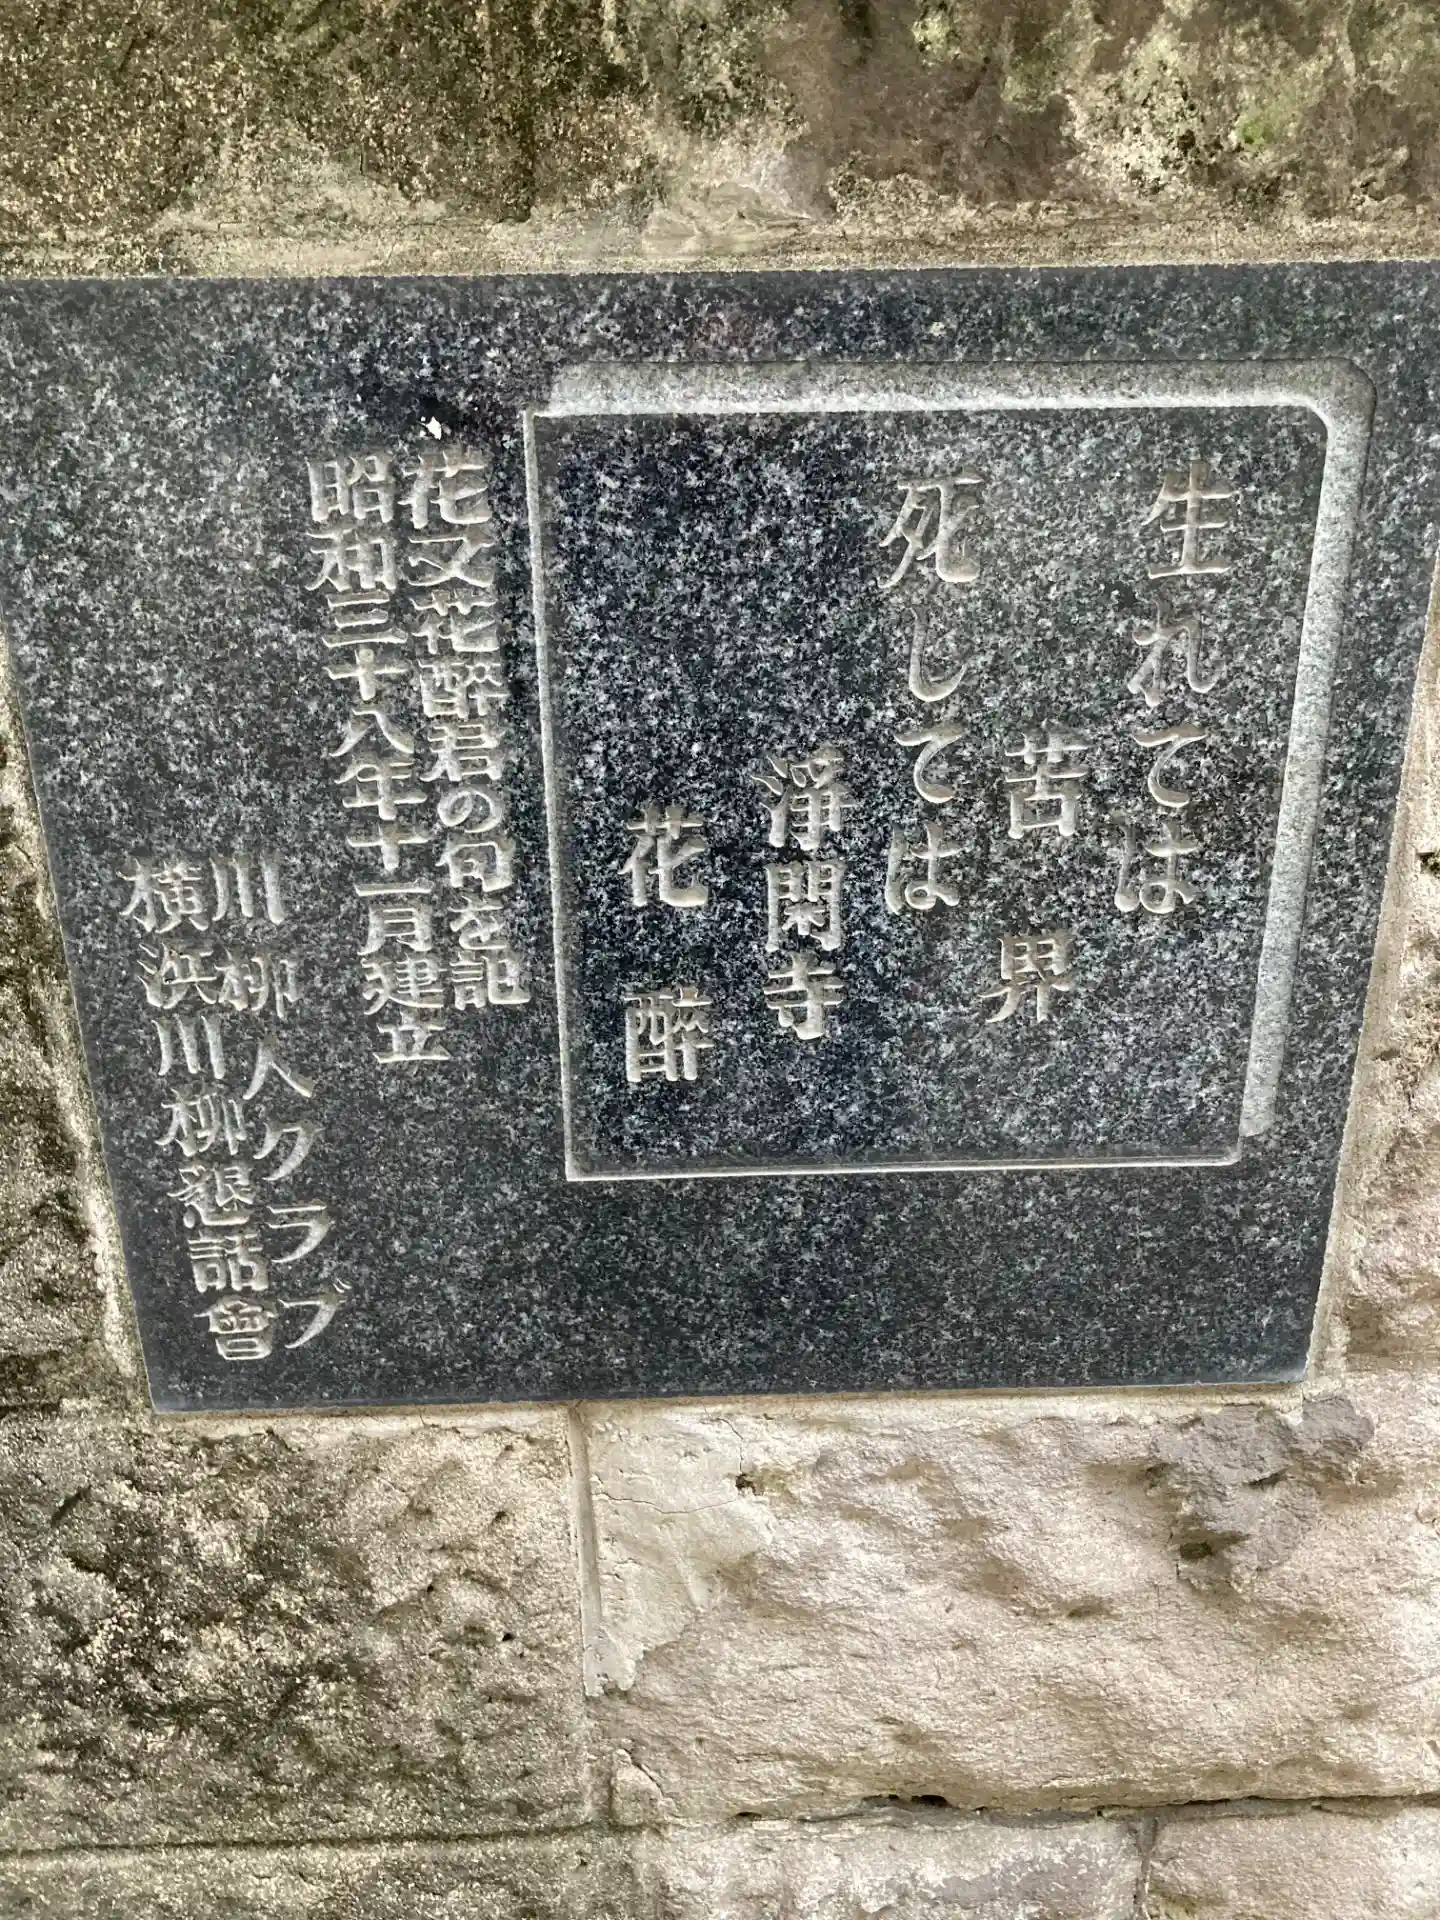 生れては
苦界
死しては
浄閑寺
花酔
花又花酔君の句を記
昭和三十八年十一月建立
川柳人クラブ
横浜川柳懇話會